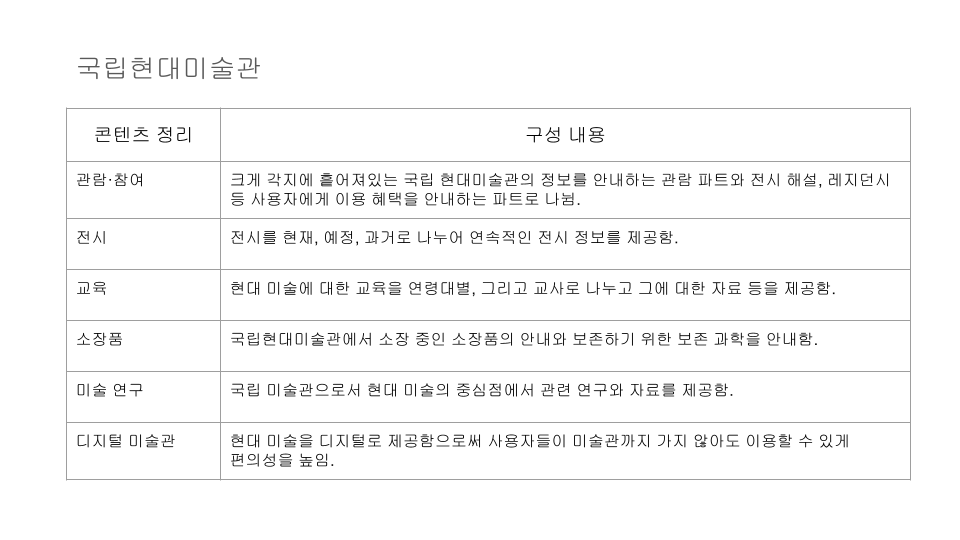 국립현대미술관
콘텐츠 정리
구성 내용
관람·참여
크게 각지에 흩어져있는 국립 현대미술관의 정보를 안내하는 관람 파트와 전시 해설, 레지던시
등 사용자에게 이용 혜택을 안내하는 파트로 나뉨.
전시
전시를 현재, 예정, 과거로 나누어 연속적인 전시 정보를 제공함.
교육
현대 미술에 대한 교육을 연령대별, 그리고 교사로 나누고 그에 대한 자료 등을 제공함.
소장품
국립현대미술관에서 소장 중인 소장품의 안내와 보존하기 위한 보존 과학을 안내함.
미술 연구
국립 미술관으로서 현대 미술의 중심점에서 관련 연구와 자료를 제공함.
디지털 미술관
현대 미술을 디지털로 제공함으로써 사용자들이 미술관까지 가지 않아도 이용할 수 있게
편의성을 높임.